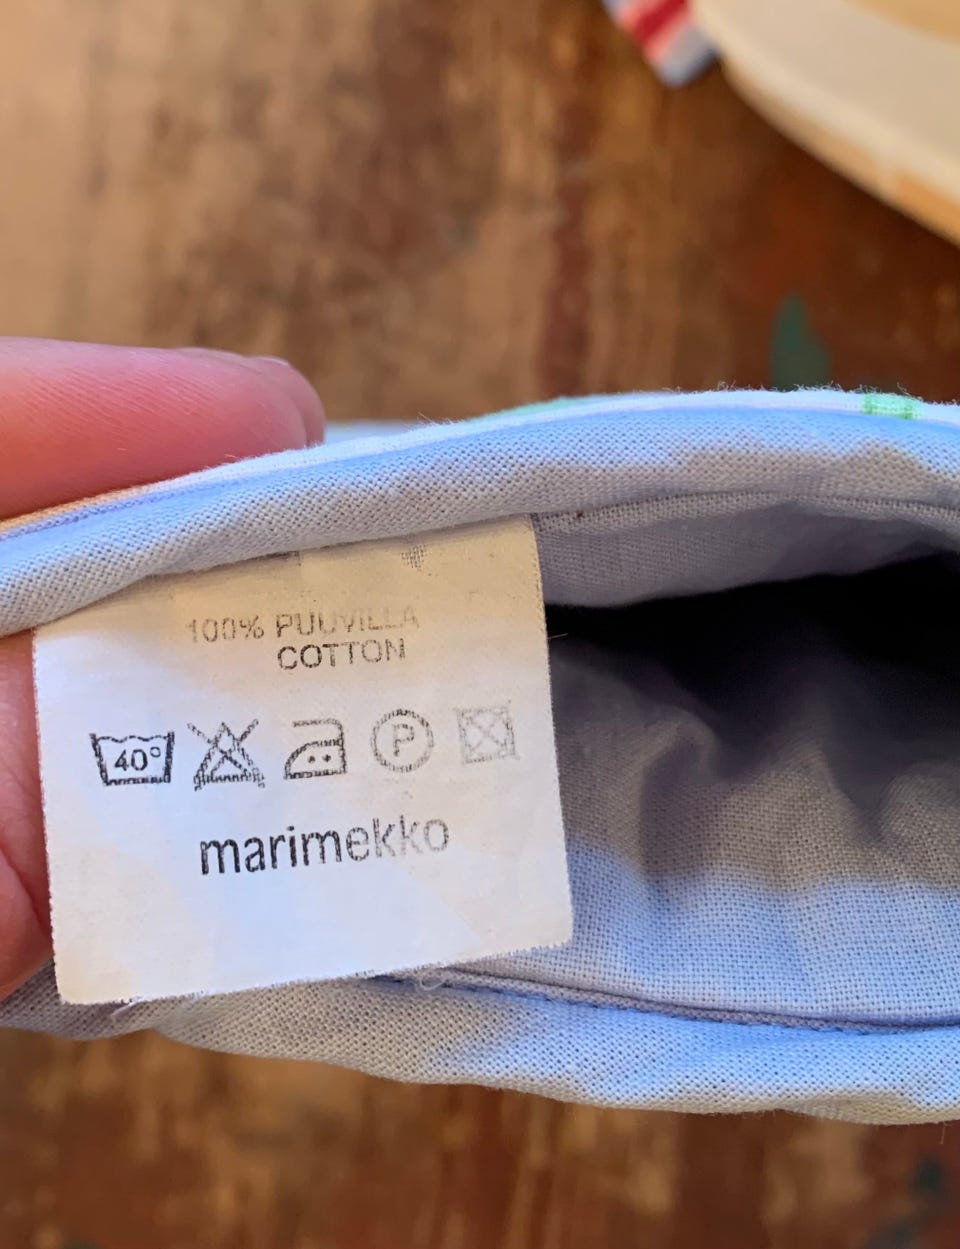 100% PUUVILLA
COTTON
40°
P
marimekko